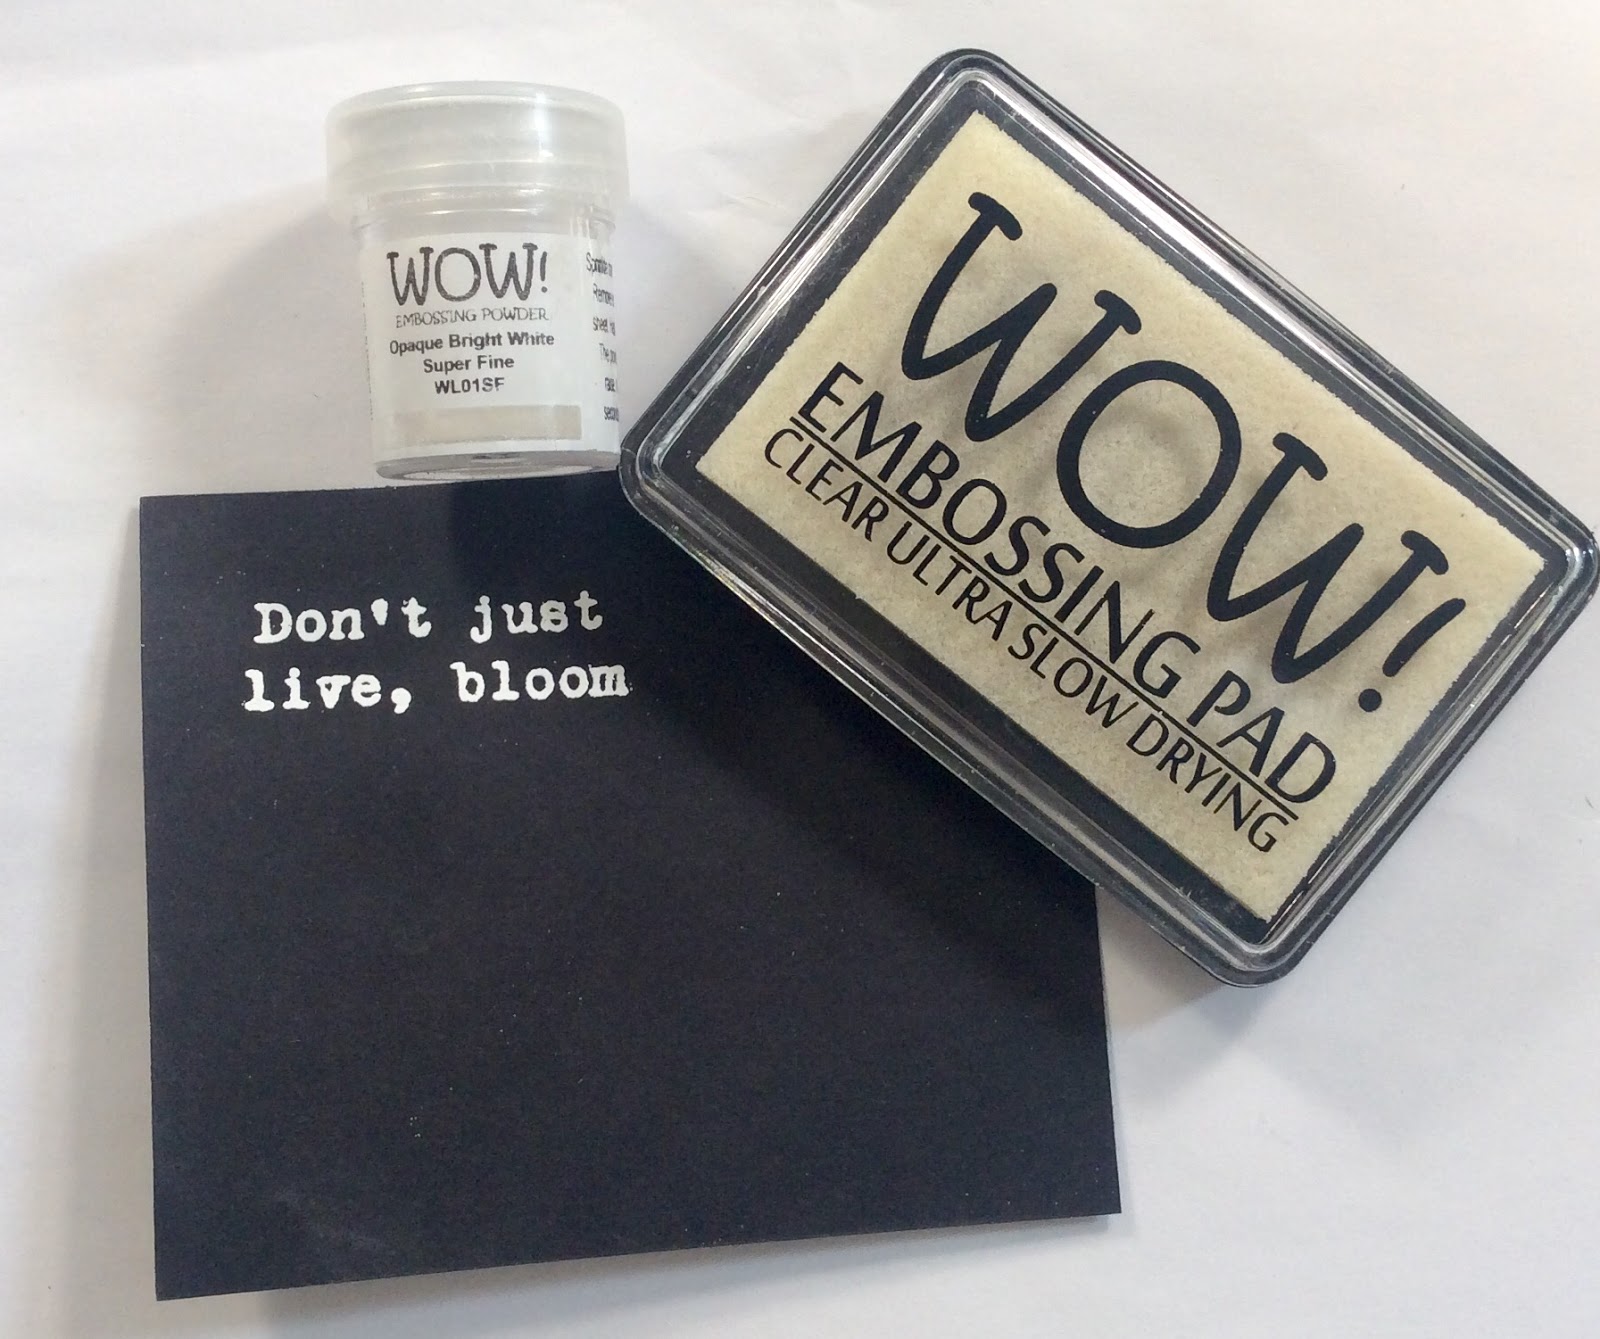 WOW!
EMBOSSING POWDER
Opaque Bright White
Super Fine
WL01SF
WOW!
EMBOSSING PAD
CLEAR ULTRA SLOW DRYING
Don't just
live, bloom